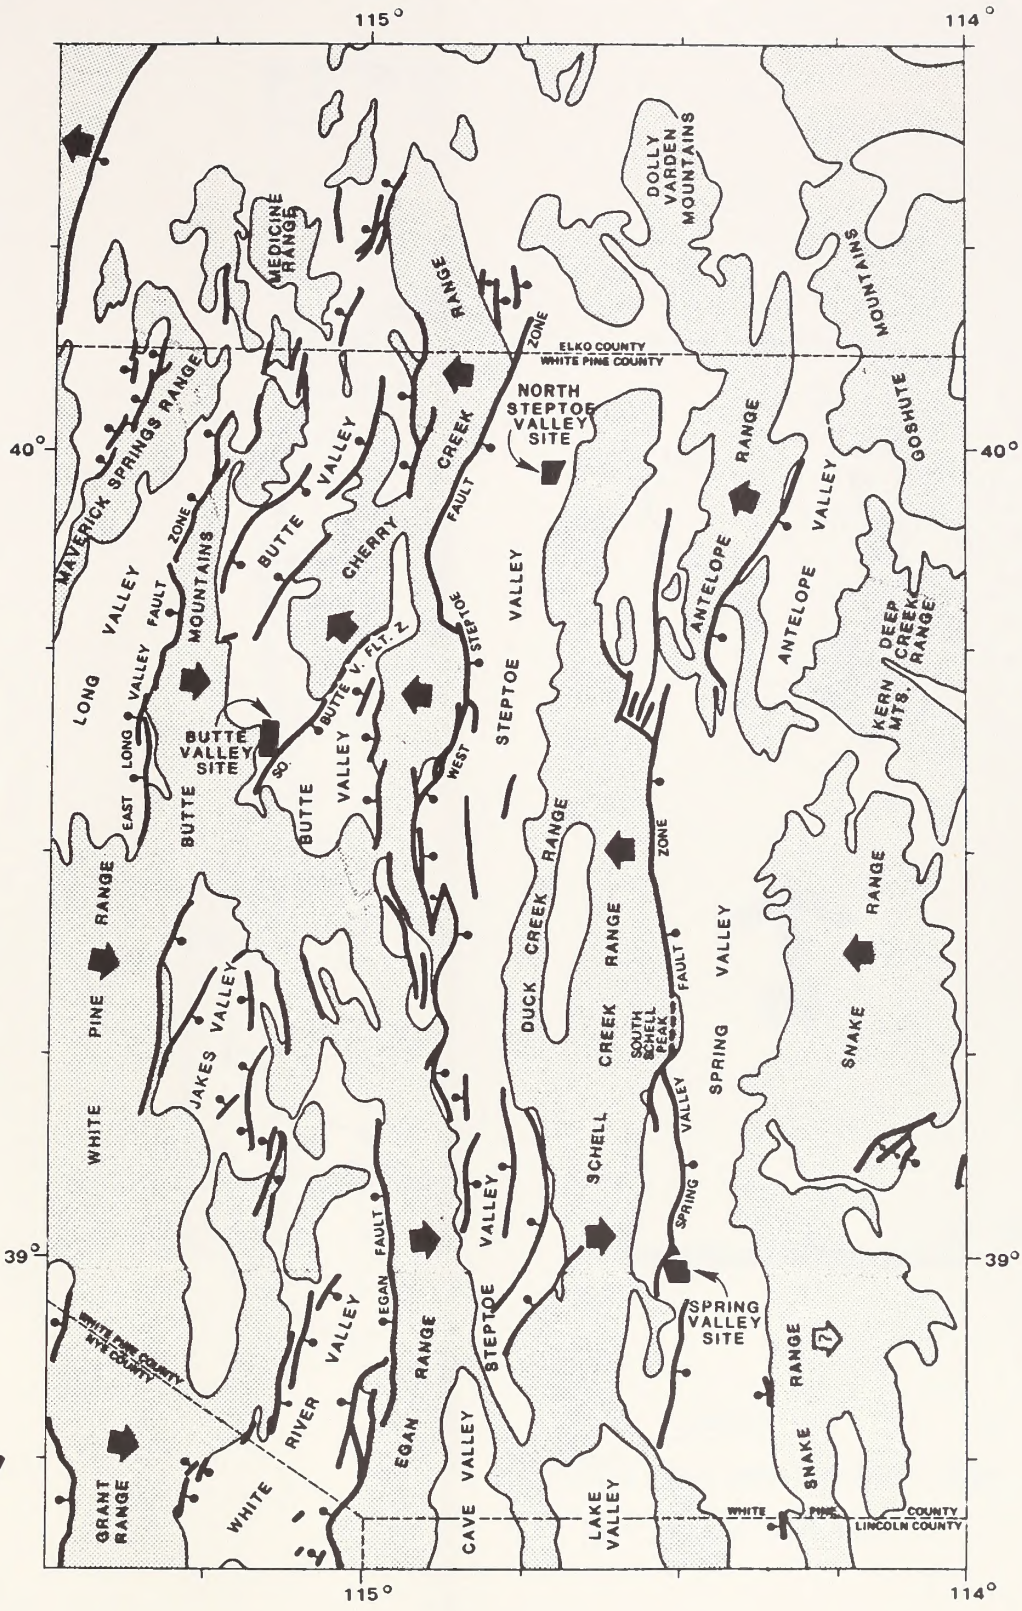 115°
114°
DOLLY
VARDEN
MOUNTAINS
MEDICINE
RANGE
RANGE
MOUNTAINS
ZONE
ELKO COUNTY
WHITE PINE COUNTY
NORTH
STEPTOE
VALLEY
SITE
MAVERICK SPRINGS RANGE
VALLEY
CREEK
RANGE
GOSHUTE
40°
40°
ZONE
FAULT
VALLEY
BUTTE
CHERRY
MOUNTAINS
VALLEY
FAULT
VALLEY
ANTELOPE
ANTELOPE
DEEP
CREEK
RANGE
KERN
MTS.
STEPTOE
LONG
VALLEY
BUTTE V. FLT. Z.
SO.
STEPTOE
BUTTE
VALLEY
SITE
LONG
EAST
VALLEY
WEST
BUTTE
BUTTE
RANGE
ZONE
RANGE
RANGE
DUCK CREEK
RANGE
VALLEY
FAULT
PINE
VALLEY
CREEK
SOUTH
SCHELL
PEAK
SPRING
SNAKE
JAKES
WHITE
VALLEY
SCHELL
VALLEY
SPRING
FAULT
EGAN
39°
39°
WHITE PINE COUNTY
NYE COUNTY
VALLEY
STEPTOE
SPRING
VALLEY
SITE
RANGE
RANGE
?
RIVER
EGAN
VALLEY
SNAKE
GRANT
RANGE
WHITE
CAVE
LAKE
VALLEY
WHITE PINE COUNTY
LINCOLN COUNTY
115°
114°